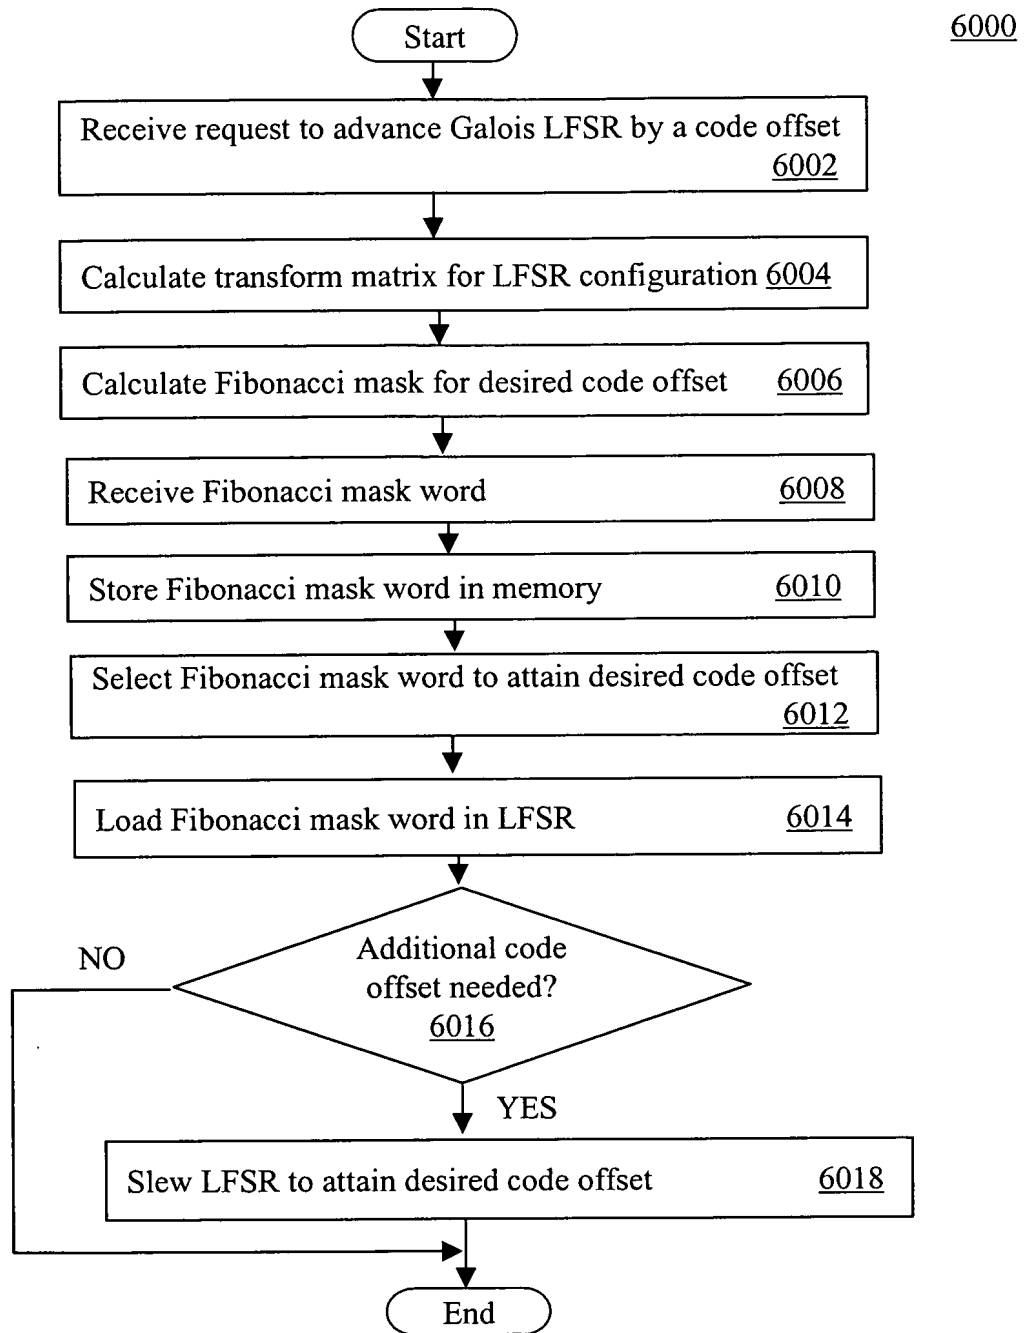 6000
Start
Receive request to advance Galois LFSR by a code offset
6002
Calculate transform matrix for LFSR configuration 6004
Calculate Fibonacci mask for desired code offset 6006
Receive Fibonacci mask word 6008
Store Fibonacci mask word in memory 6010
Select Fibonacci mask word to attain desired code offset
6012
Load Fibonacci mask word in LFSR 6014
NO
Additional code
offset needed?
6016
YES
Slew LFSR to attain desired code offset 6018
End